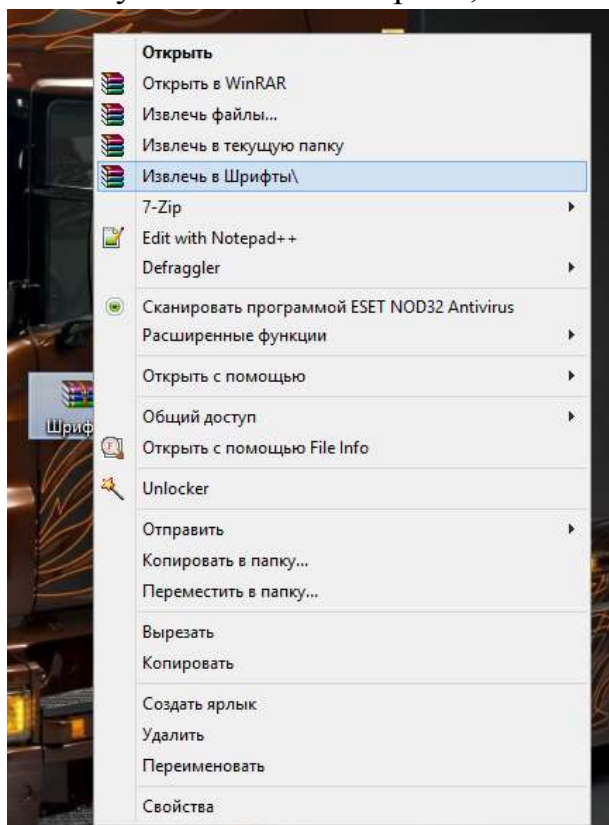 Открыть
Открыть в WinRAR
Извлечь файлы...
Извлечь в текущую папку
Извлечь в Шрифты\
7-Zip
Edit with Notepad++
Defraggler
Сканировать программой ESET NOD32 Antivirus
Расширенные функции
Открыть с помощью
Общий доступ
Шриф
Открыть с помощью File Info
Unlocker
Отправить
Копировать в папку...
Переместить в папку...
Вырезать
Копировать
Создать ярлык
Удалить
Переименовать
Свойства